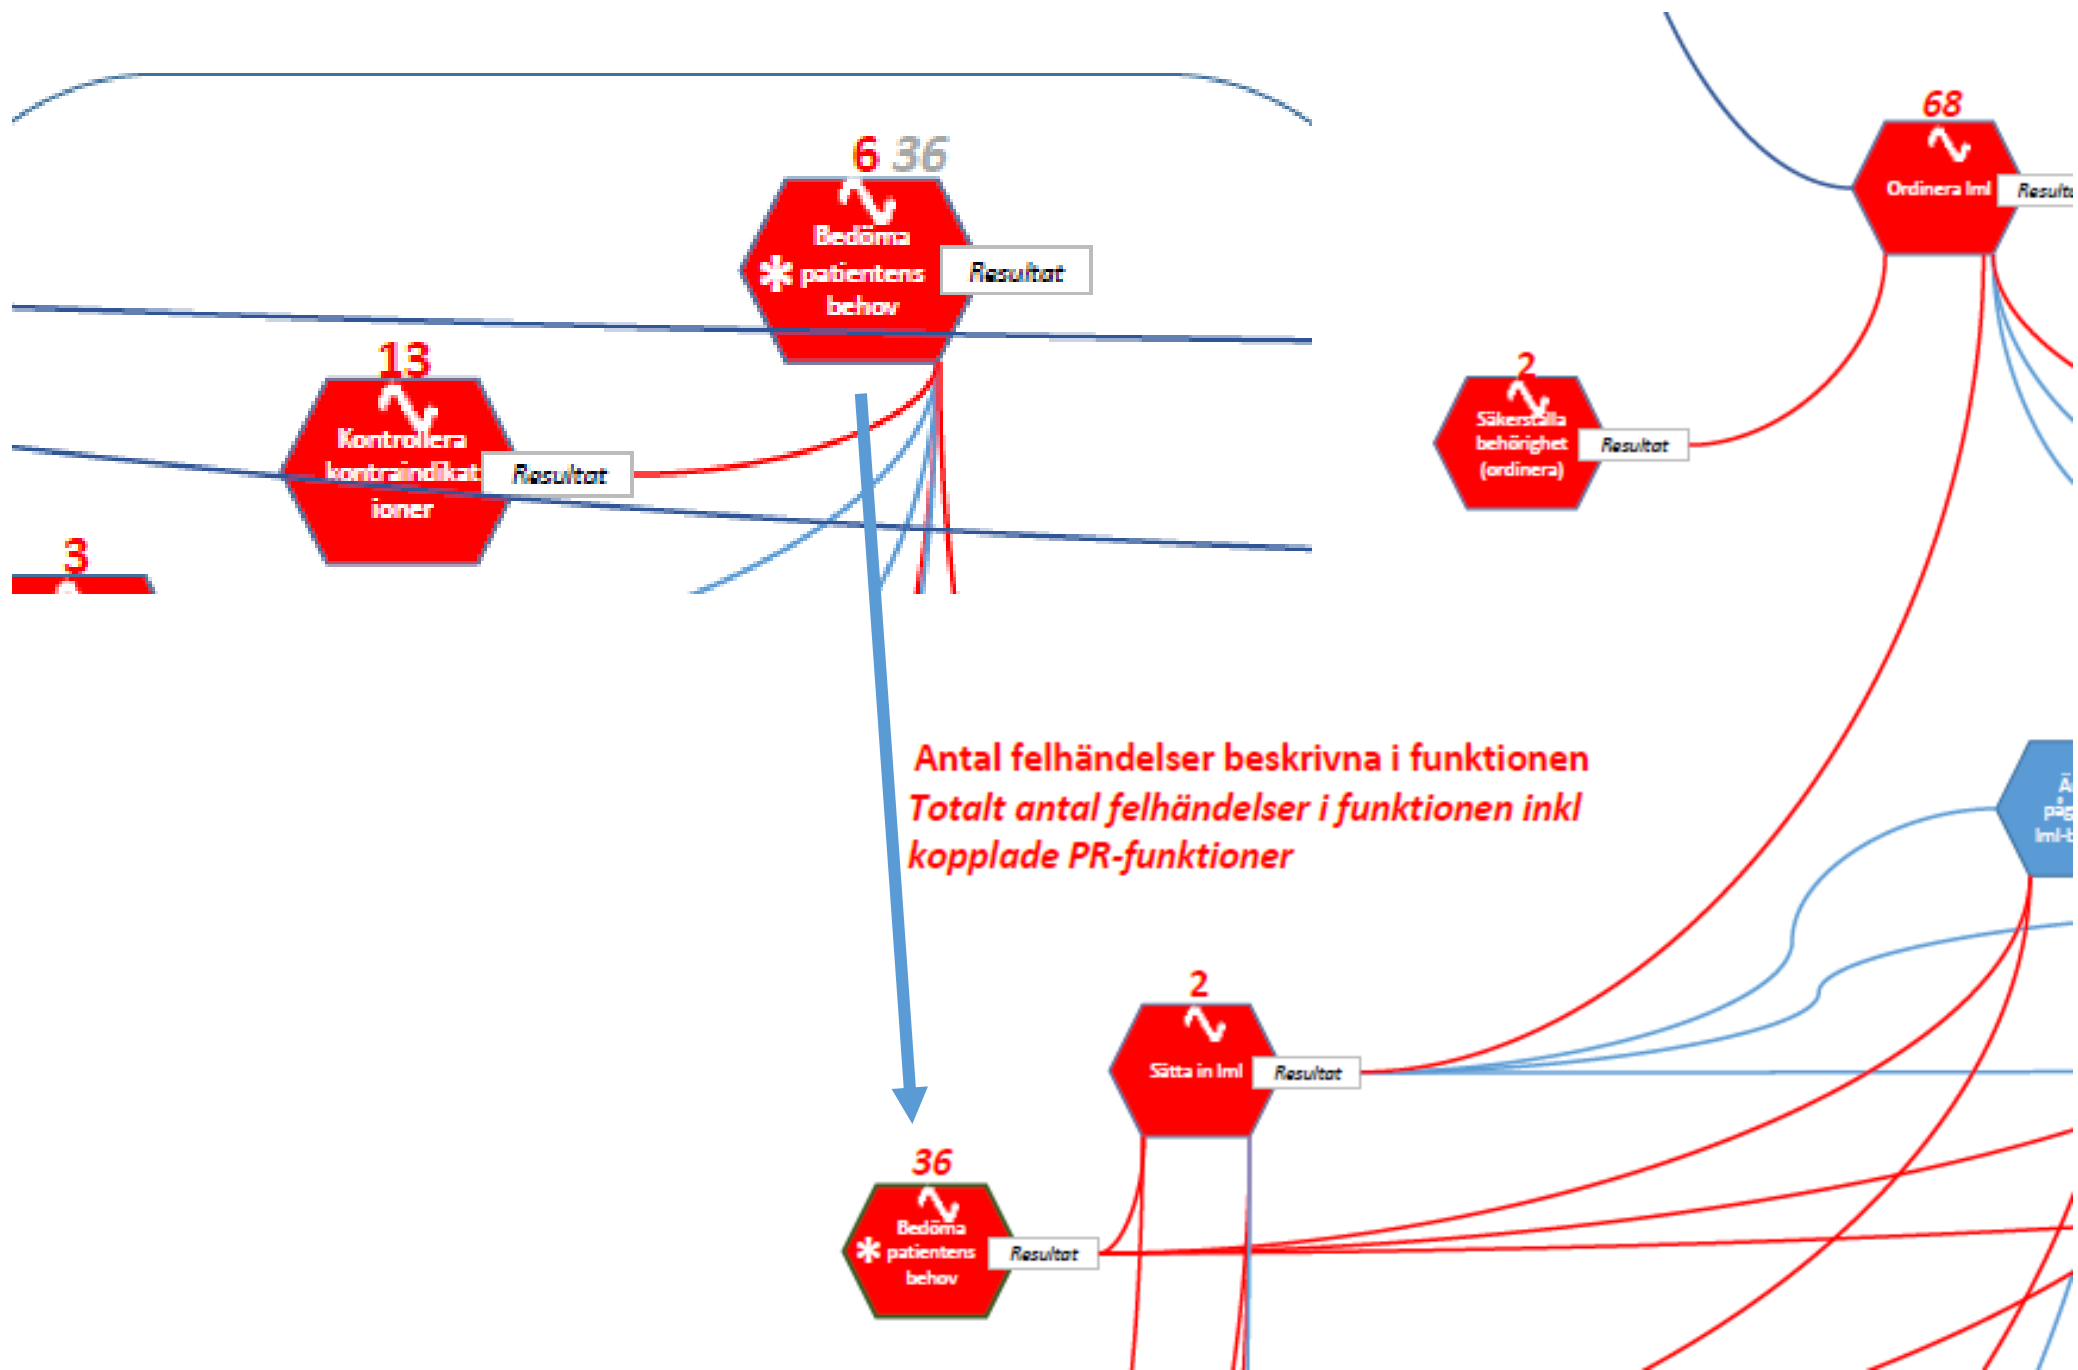 6 36
Bedöma
* patientens
behov
Resultat
13
Kontrollera
kontraindikat
ioner
Resultat
3
68
Ordinera lml
2
Säkerställa
behörighet
(ordinera)
Resultat
Antal felhändelser beskrivna i funktionen
Totalt antal felhändelser i funktionen inkl
kopplade PR-funktioner
2
Sätta in lml
Resultat
36
Bedöma
* patientens
behov
Resultat